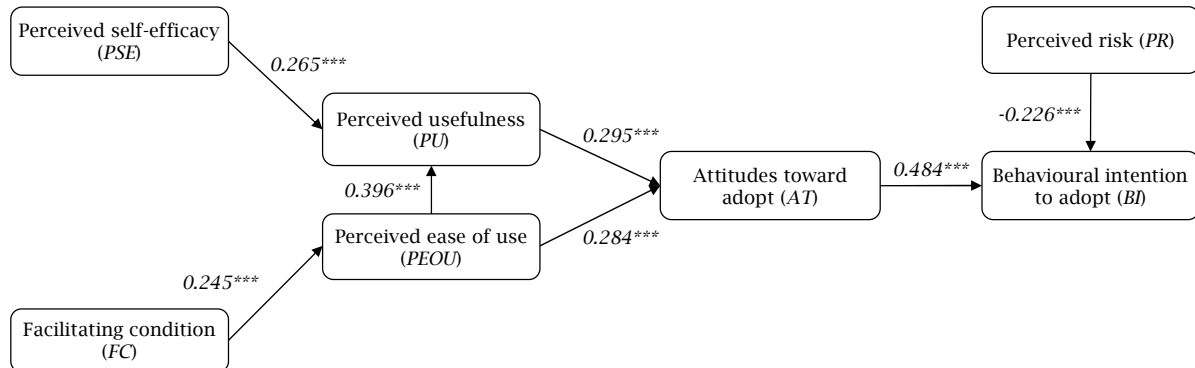 Perceived self-efficacy
(PSE)
Perceived risk (PR)
0.265***
-0.226***
Perceived usefulness
(PU)
0.295***
Attitudes toward
adopt (AT)
0.484***
Behavioural intention
to adopt (BI)
0.396***
Perceived ease of use
(PEOU)
0.284***
0.245***
Facilitating condition
(FC)